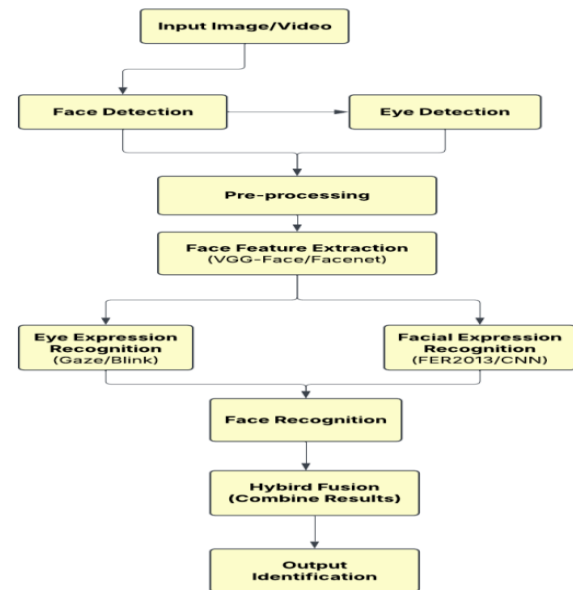 Input Image/Video
Face Detection
Eye Detection
Pre-processing
Face Feature Extraction
(VGG-Face/Facenet)
Eye Expression
Recognition
(Gaze/Blink)
Facial Expression
Recognition
(FER2013/CNN)
Face Recognition
Hybird Fusion
(Combine Results)
Output
Identification